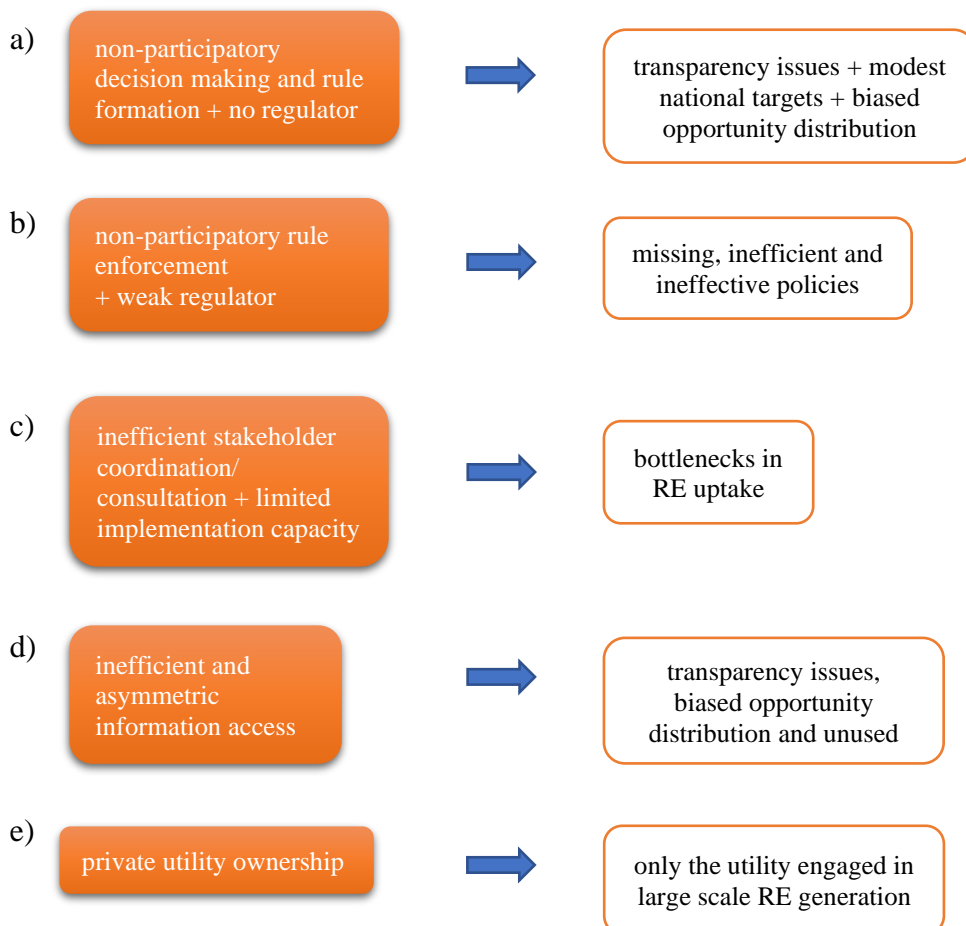 a)
non-participatory
decision making and rule
formation + no regulator
transparency issues + modest
national targets + biased
opportunity distribution
b)
non-participatory rule
enforcement
+ weak regulator
missing, inefficient and
ineffective policies
c)
inefficient stakeholder
coordination/
consultation + limited
implementation capacity
bottlenecks in
RE uptake
d)
inefficient and
asymmetric
information access
transparency issues,
biased opportunity
distribution and unused
e)
private utility ownership
only the utility engaged in
large scale RE generation